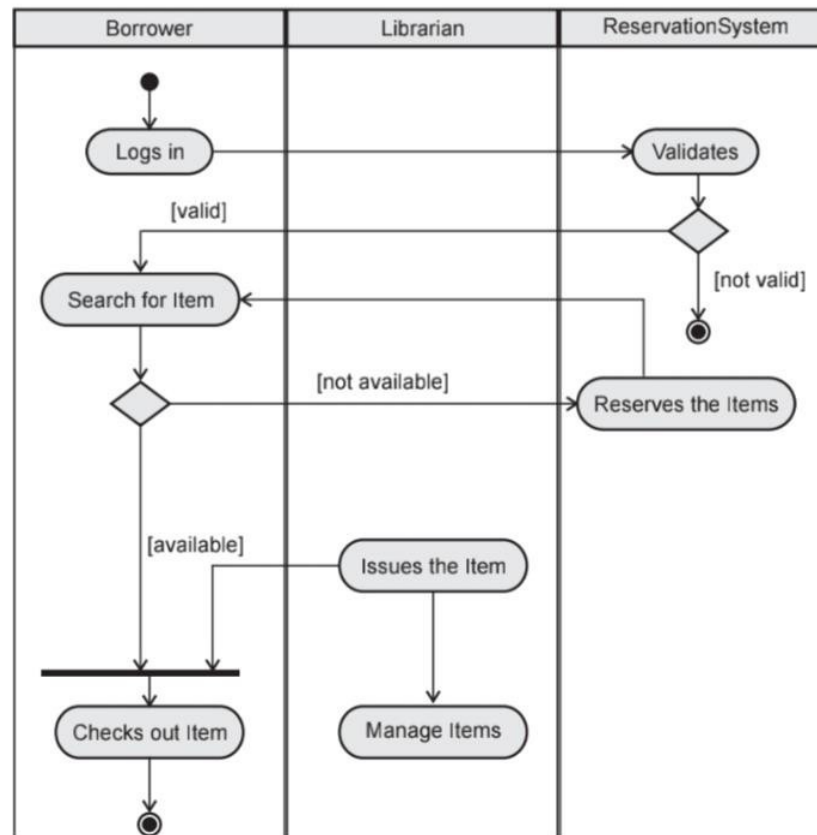 Borrower
Librarian
ReservationSystem
Logs in
Validates
[valid]
[not valid]
Search for Item
[not available]
Reserves the Items
[available]
Issues the Item
Checks out Item
Manage Items